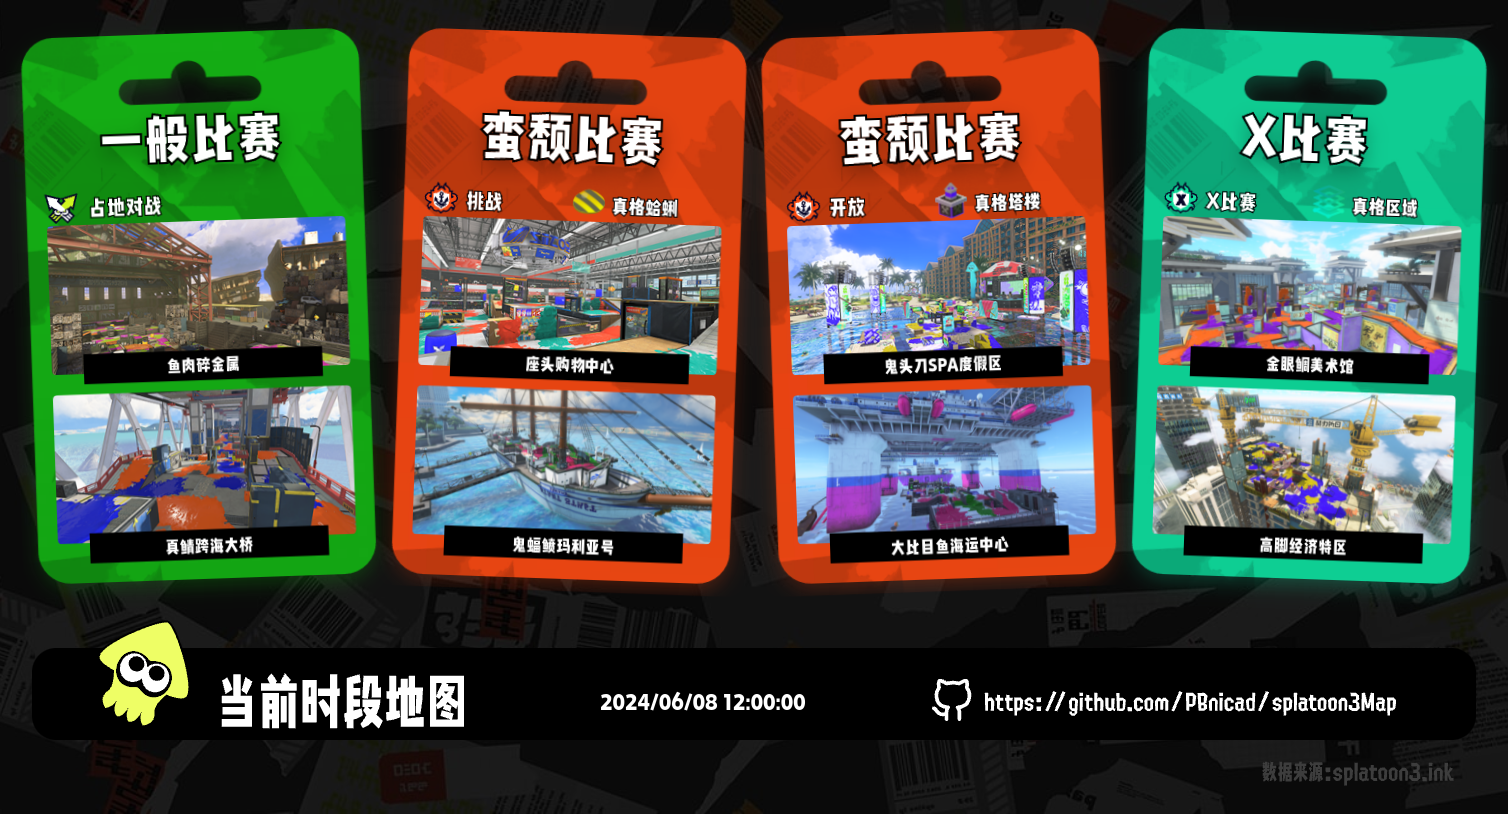 一般比赛
占地对战
鱼肉碎金属
真鲭跨海大桥
蛮颓比赛
挑战
真格蛤蜊
座头购物中心
鬼蝠鲼玛利亚号
蛮颓比赛
开放
真格塔楼
鬼头刀SPA度假区
大比目鱼海运中心
X比赛
X比赛
真格区域
金眼鲷美术馆
高脚经济特区
当前时段地图
2024/06/08 12:00:00
https://github.com/PBnicad/splatoon3Map
数据来源:splatoon3.ink